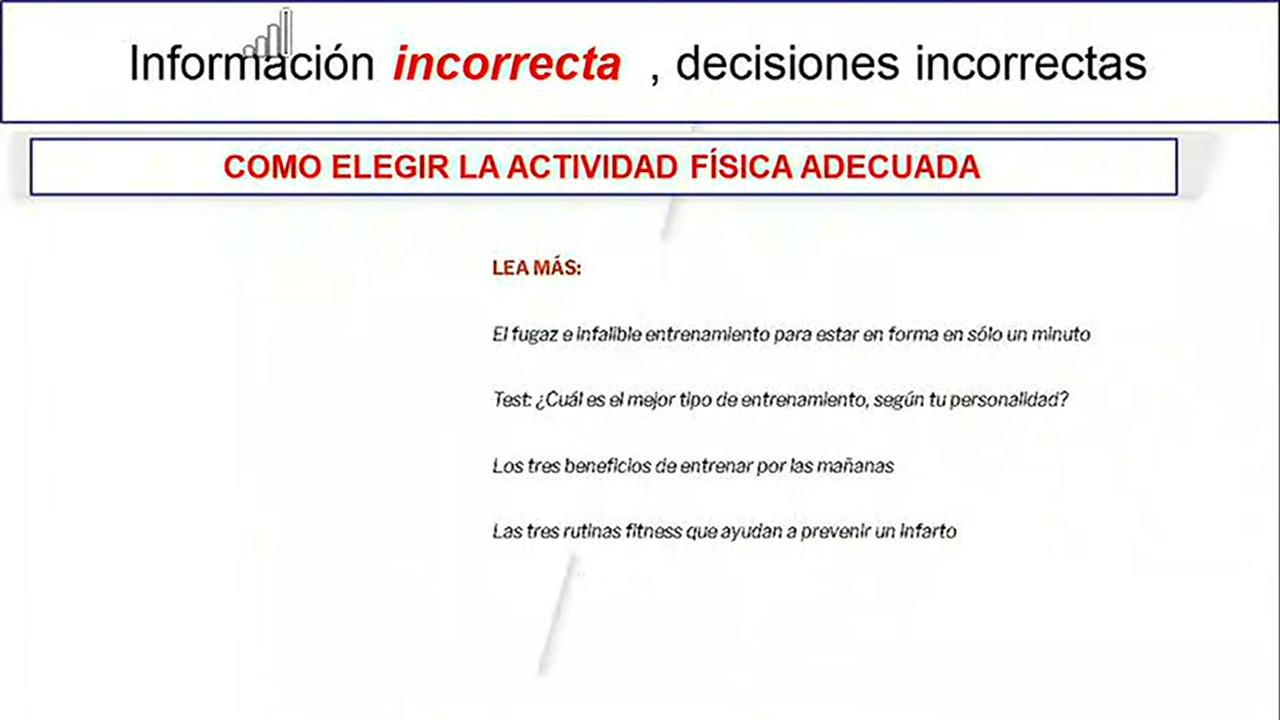 Información incorrecta , decisiones incorrectas
COMO ELEGIR LA ACTIVIDAD FÍSICA ADECUADA
LEA MÁS:
El fugaz e infalible entrenamiento para estar en forma en sólo un minuto
Test: ¿Cuál es el mejor tipo de entrenamiento, según tu personalidad?
Los tres beneficios de entrenar por las mañanas
Las tres rutinas fitness que ayudan a prevenir un infarto